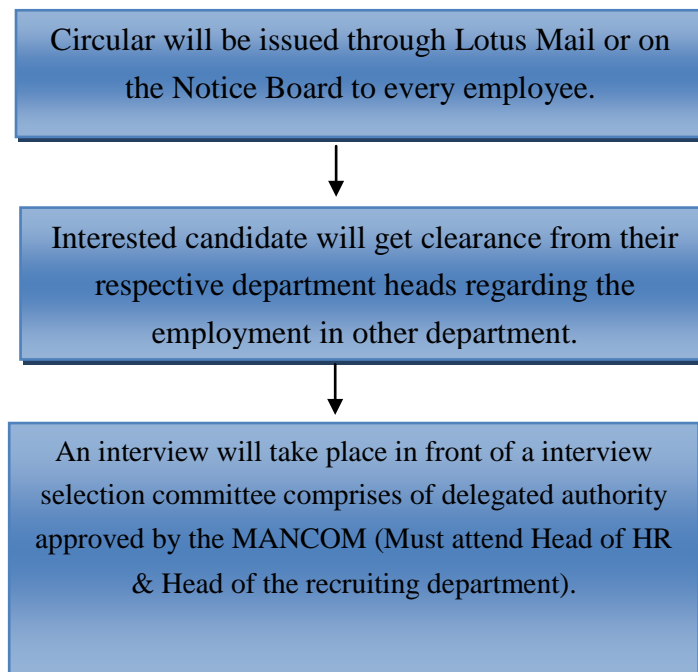 Circular will be issued through Lotus Mail or on
the Notice Board to every employee.
Interested candidate will get clearance from their
respective department heads regarding the
employment in other department.
An interview will take place in front of a interview
selection committee comprises of delegated authority
approved by the MANCOM (Must attend Head of HR
& Head of the recruiting department).